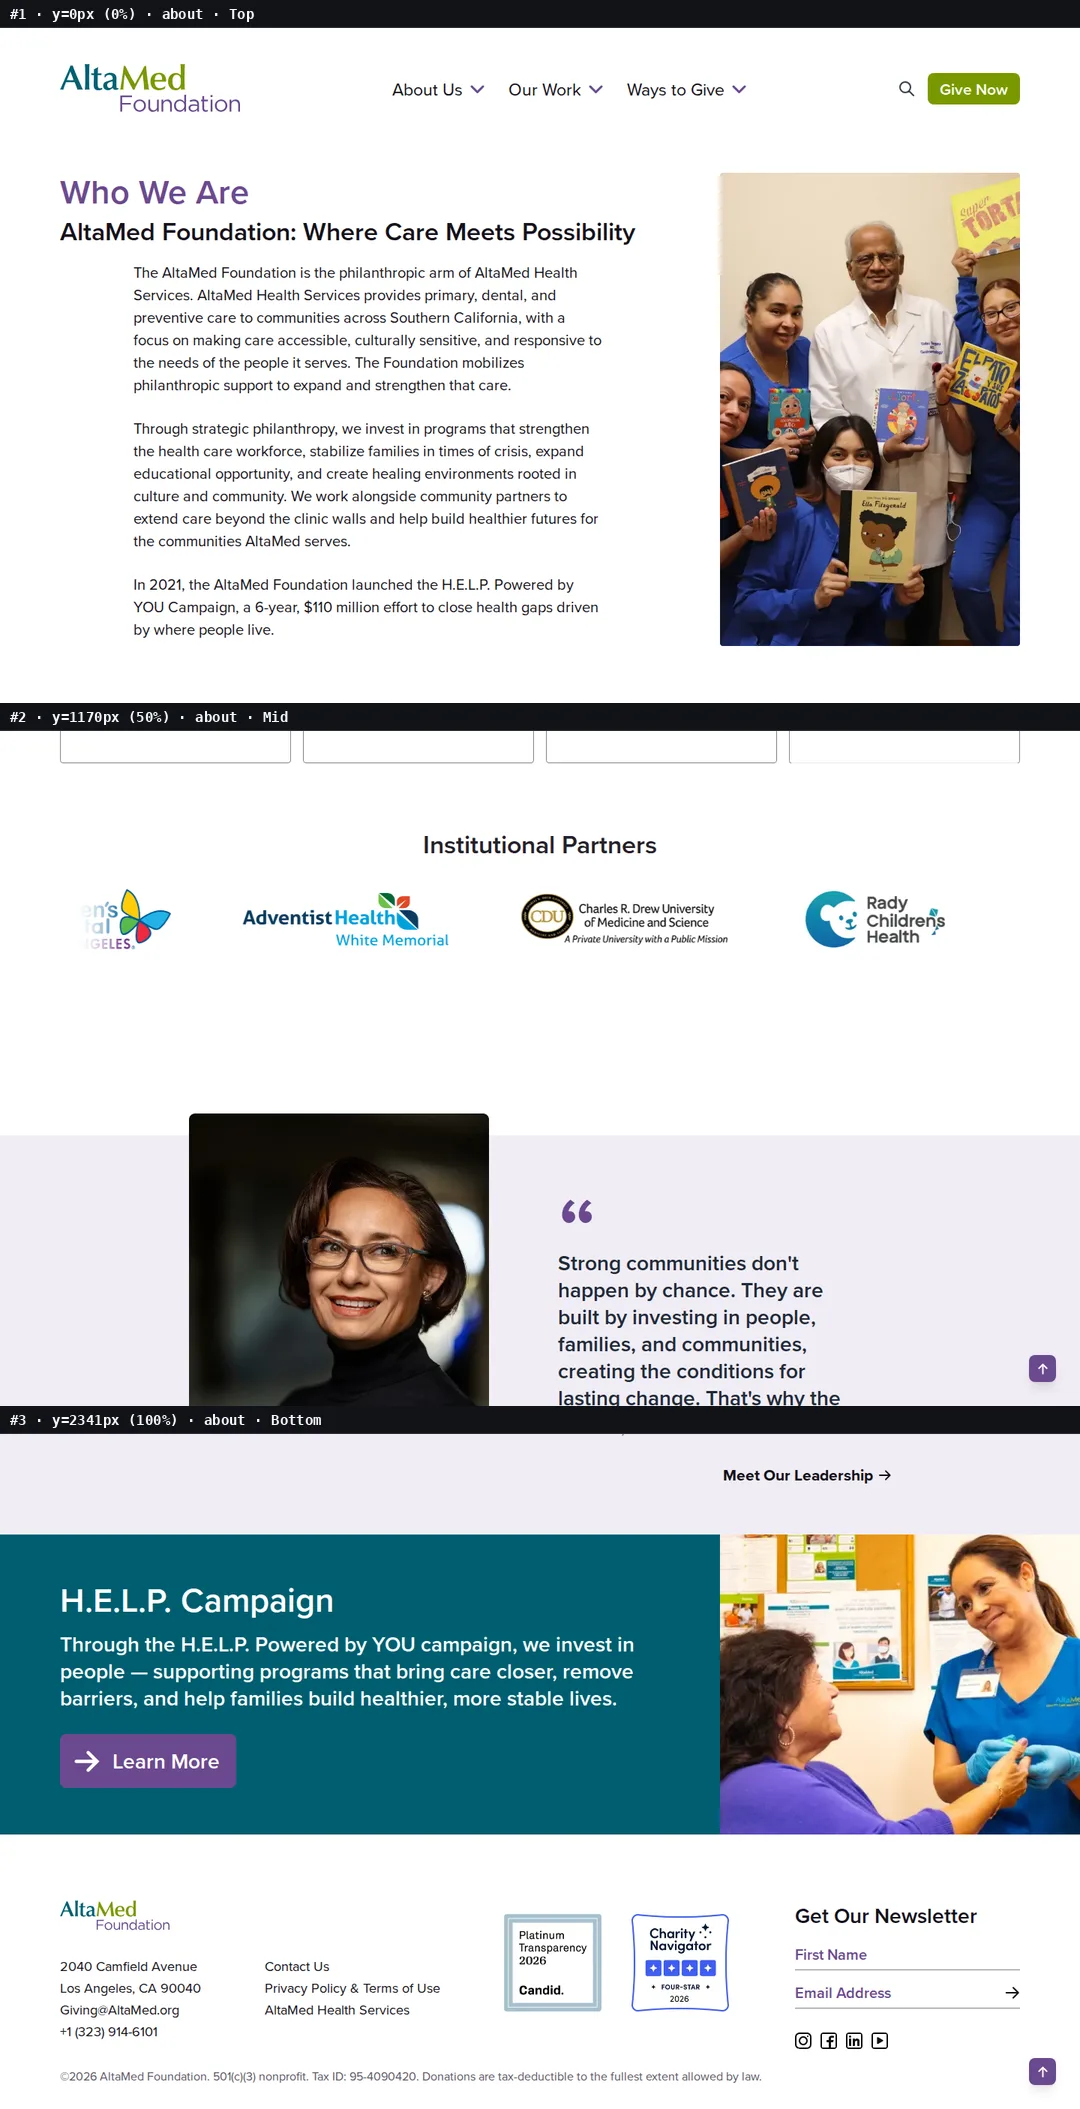 #1 · y=0px (0%) · about · Top
AltaMed
Foundation
About Us
Our Work
Ways to Give
Give Now
Who We Are
AltaMed Foundation: Where Care Meets Possibility
The AltaMed Foundation is the philanthropic arm of AltaMed Health
Services. AltaMed Health Services provides primary, dental, and
preventive care to communities across Southern California, with a
focus on making care accessible, culturally sensitive, and responsive to
the needs of the people it serves. The Foundation mobilizes
philanthropic support to expand and strengthen that care.
Through strategic philanthropy, we invest in programs that strengthen
the health care workforce, stabilize families in times of crisis, expand
educational opportunity, and create healing environments rooted in
culture and community. We work alongside community partners to
extend care beyond the clinic walls and help build healthier futures for
the communities AltaMed serves.
In 2021, the AltaMed Foundation launched the H.E.L.P. Powered by
YOU Campaign, a 6-year, $110 million effort to close health gaps driven
by where people live.
Super
TORTA
Ella Fitzgerald
#2 · y=1170px (50%) · about · Mid
Institutional Partners
en's
tal
GELES.
Adventist Health
White Memorial
CDU
Charles R. Drew University
of Medicine and Science
A Private University with a Public Mission
Rady
Children's
Health
“
Strong communities don't
happen by chance. They are
built by investing in people,
families, and communities,
creating the conditions for
lasting change. That's why the
#3 · y=2341px (100%) · about · Bottom
Meet Our Leadership →
H.E.L.P. Campaign
Through the H.E.L.P. Powered by YOU campaign, we invest in
people — supporting programs that bring care closer, remove
barriers, and help families build healthier, more stable lives.
→ Learn More
AltaMed
Foundation
2040 Camfield Avenue
Los Angeles, CA 90040
Giving@AltaMed.org
+1 (323) 914-6101
Contact Us
Privacy Policy & Terms of Use
AltaMed Health Services
Platinum
Transparency
2026
Candid.
Charity
Navigator
FOUR-STAR
2026
Get Our Newsletter
First Name
Email Address
©2026 AltaMed Foundation. 501(c)(3) nonprofit. Tax ID: 95-4090420. Donations are tax-deductible to the fullest extent allowed by law.